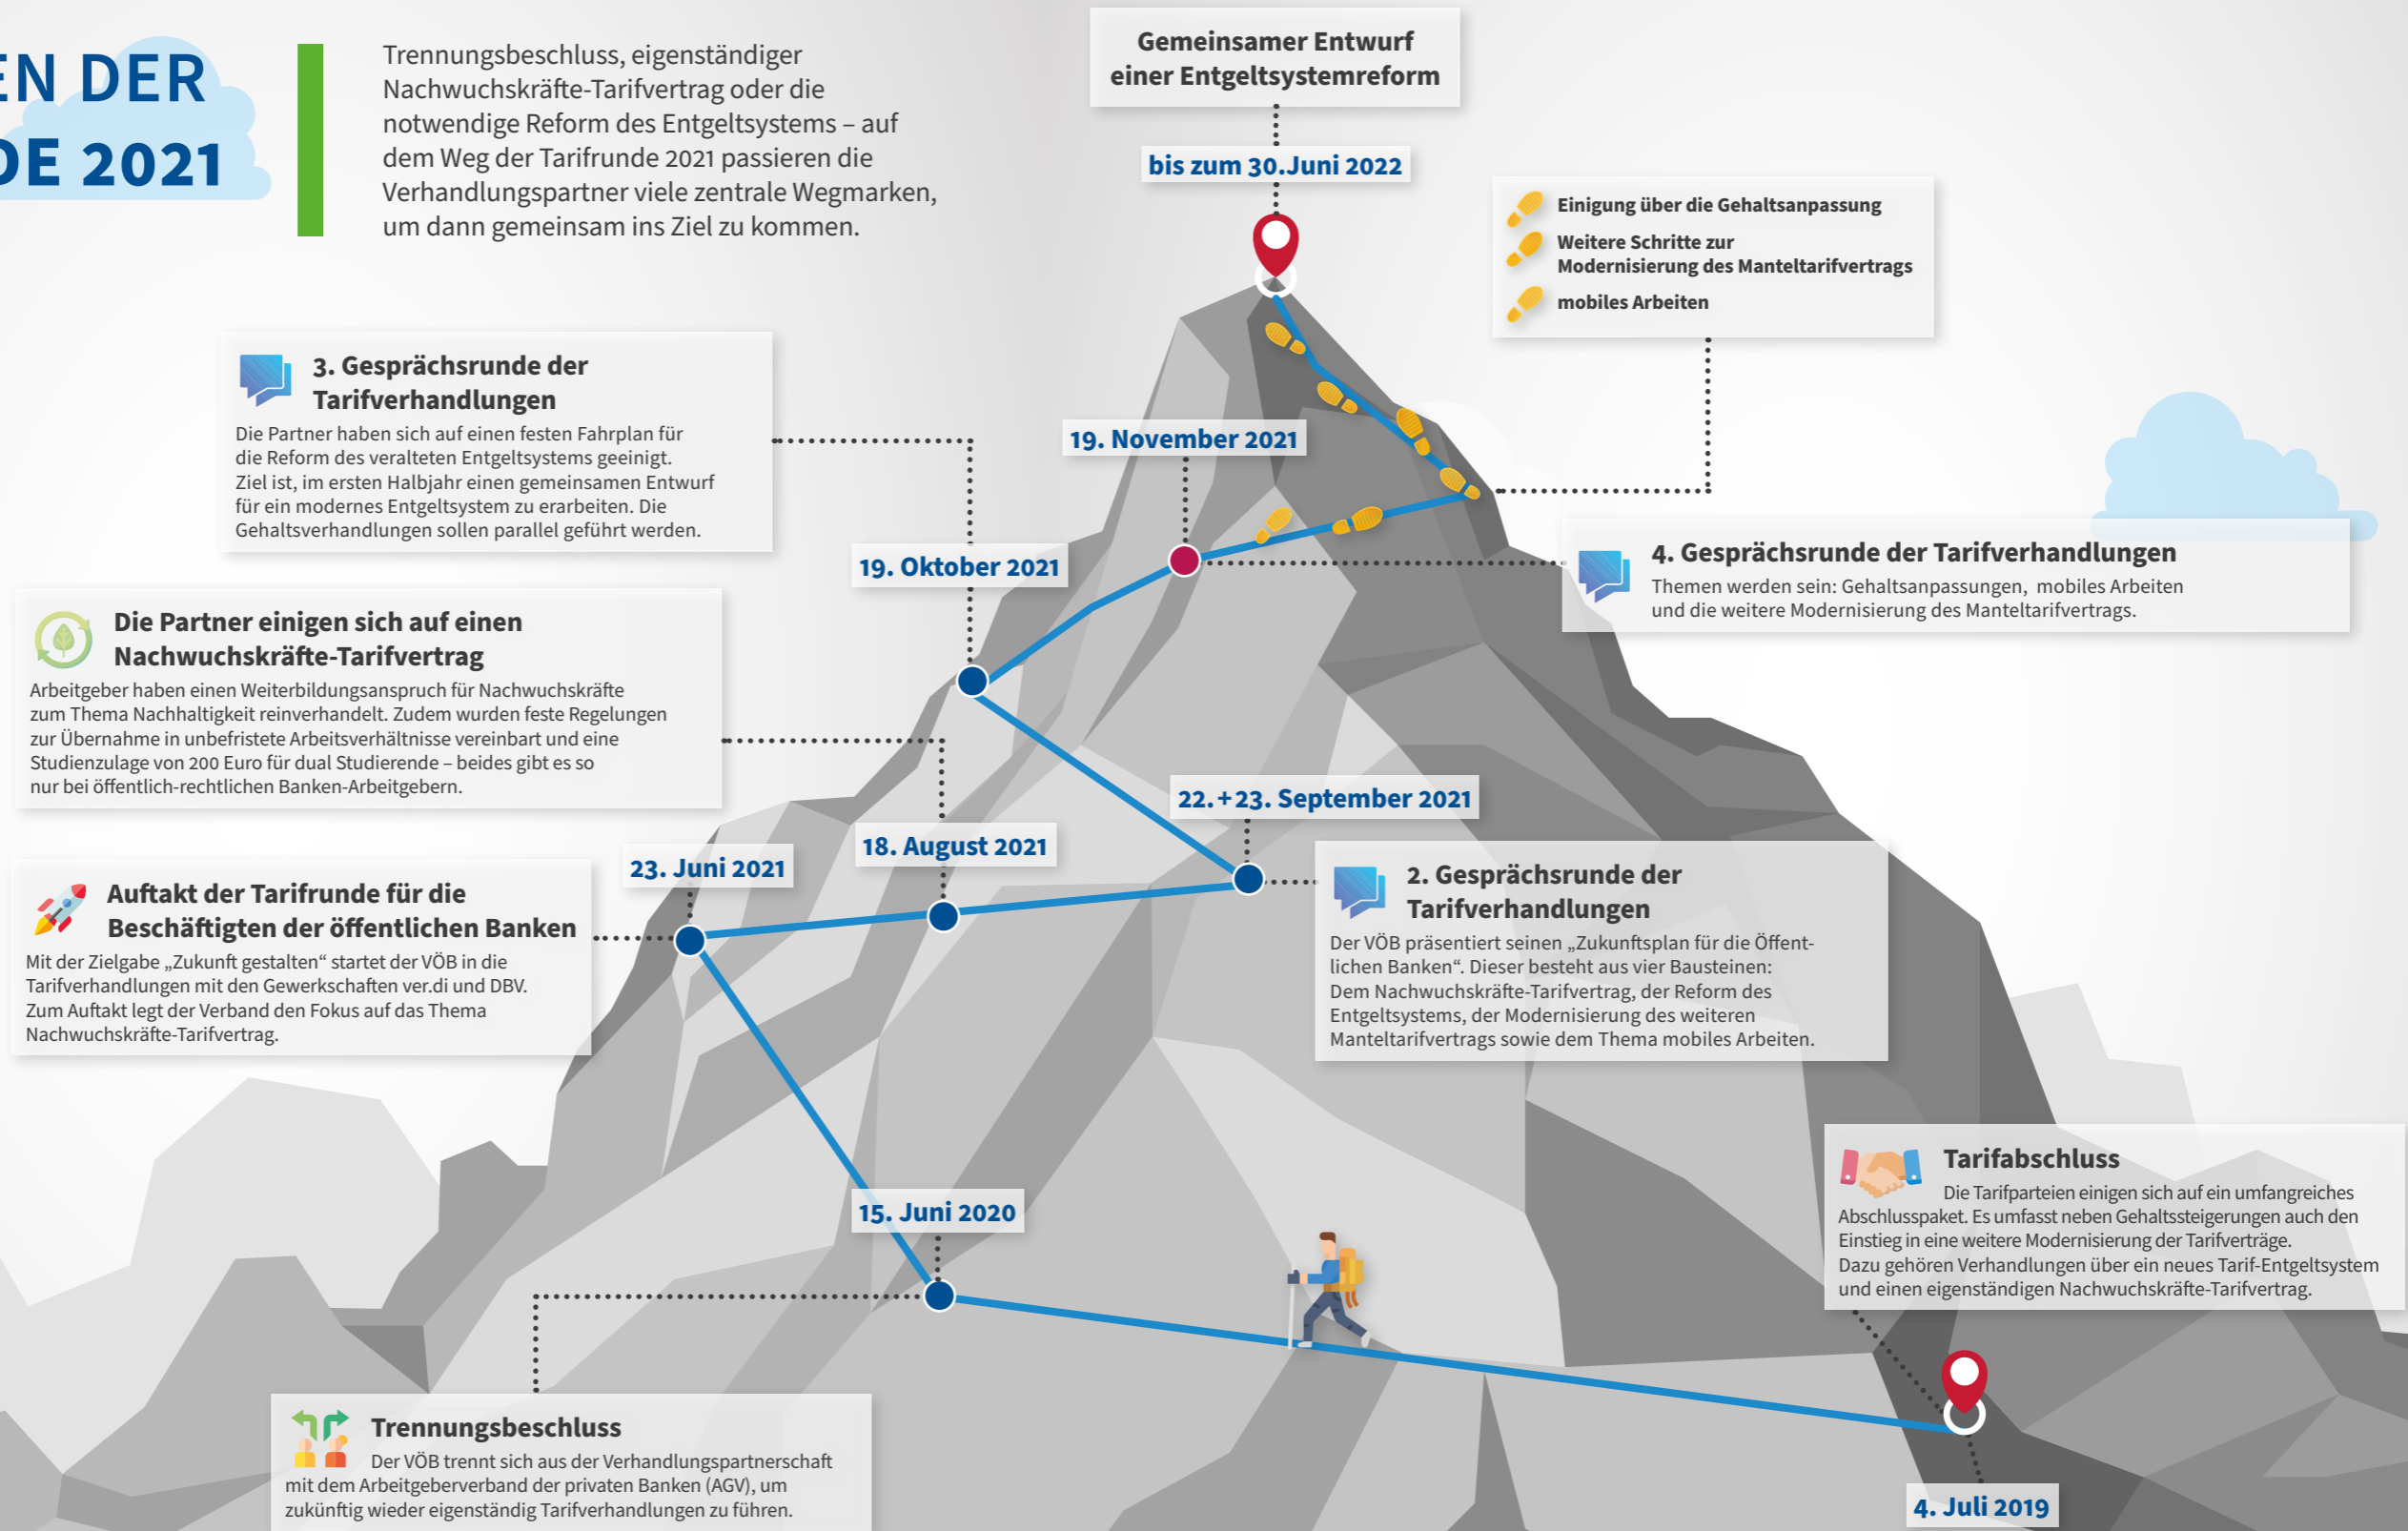 EN DER
DE 2021
Trennungsbeschluss, eigenständiger
Nachwuchskräfte-Tarifvertrag oder die
notwendige Reform des Entgeltsystems – auf
dem Weg der Tarifrunde 2021 passieren die
Verhandlungspartner viele zentrale Wegmarken,
um dann gemeinsam ins Ziel zu kommen.
Gemeinsamer Entwurf
einer Entgeltsystemreform
bis zum 30.Juni 2022
Einigung über die Gehaltsanpassung
Weitere Schritte zur
Modernisierung des Manteltarifvertrags
mobiles Arbeiten
3. Gesprächsrunde der
Tarifverhandlungen
Die Partner haben sich auf einen festen Fahrplan für
die Reform des veralteten Entgeltsystems geeinigt.
Ziel ist, im ersten Halbjahr einen gemeinsamen Entwurf
für ein modernes Entgeltsystem zu erarbeiten. Die
Gehaltsverhandlungen sollen parallel geführt werden.
19. November 2021
19. Oktober 2021
4. Gesprächsrunde der Tarifverhandlungen
Themen werden sein: Gehaltsanpassungen, mobiles Arbeiten
und die weitere Modernisierung des Manteltarifvertrags.
Die Partner einigen sich auf einen
Nachwuchskräfte-Tarifvertrag
Arbeitgeber haben einen Weiterbildungsanspruch für Nachwuchskräfte
zum Thema Nachhaltigkeit reinverhandelt. Zudem wurden feste Regelungen
zur Übernahme in unbefristete Arbeitsverhältnisse vereinbart und eine
Studienzulage von 200 Euro für dual Studierende – beides gibt es so
nur bei öffentlich-rechtlichen Banken-Arbeitgebern.
22.+23. September 2021
18. August 2021
23. Juni 2021
Auftakt der Tarifrunde für die
Beschäftigten der öffentlichen Banken
Mit der Zielgabe „Zukunft gestalten“ startet der VÖB in die
Tarifverhandlungen mit den Gewerkschaften ver.di und DBV.
Zum Auftakt legt der Verband den Fokus auf das Thema
Nachwuchskräfte-Tarifvertrag.
2. Gesprächsrunde der
Tarifverhandlungen
Der VÖB präsentiert seinen „Zukunftsplan für die Öffent-
lichen Banken“. Dieser besteht aus vier Bausteinen:
Dem Nachwuchskräfte-Tarifvertrag, der Reform des
Entgeltsystems, der Modernisierung des weiteren
Manteltarifvertrags sowie dem Thema mobiles Arbeiten.
15. Juni 2020
Tarifabschluss
Die Tarifparteien einigen sich auf ein umfangreiches
Abschlusspaket. Es umfasst neben Gehaltssteigerungen auch den
Einstieg in eine weitere Modernisierung der Tarifverträge.
Dazu gehören Verhandlungen über ein neues Tarif-Entgeltsystem
und einen eigenständigen Nachwuchskräfte-Tarifvertrag.
Trennungsbeschluss
Der VÖB trennt sich aus der Verhandlungspartnerschaft
mit dem Arbeitgeberverband der privaten Banken (AGV), um
zukünftig wieder eigenständig Tarifverhandlungen zu führen.
4. Juli 2019